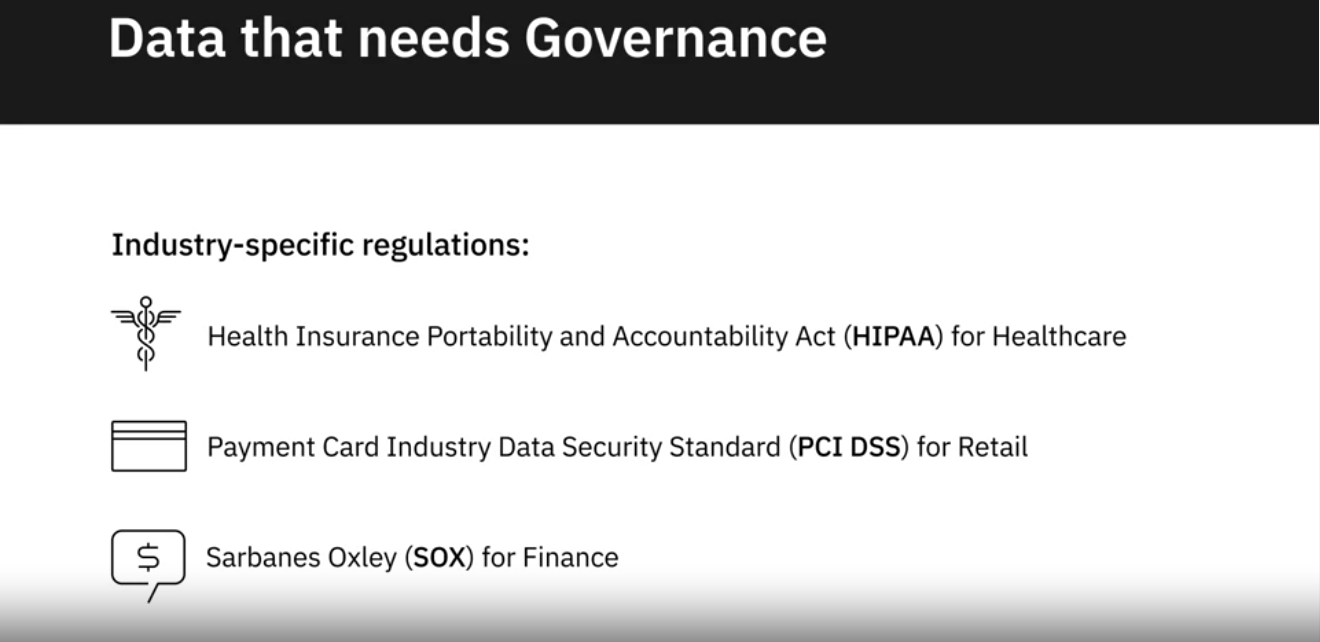 Data that needs Governance
Industry-specific regulations:
Health Insurance Portability and Accountability Act (HIPAA) for Healthcare
Payment Card Industry Data Security Standard (PCI DSS) for Retail
$
Sarbanes Oxley (SOX) for Finance